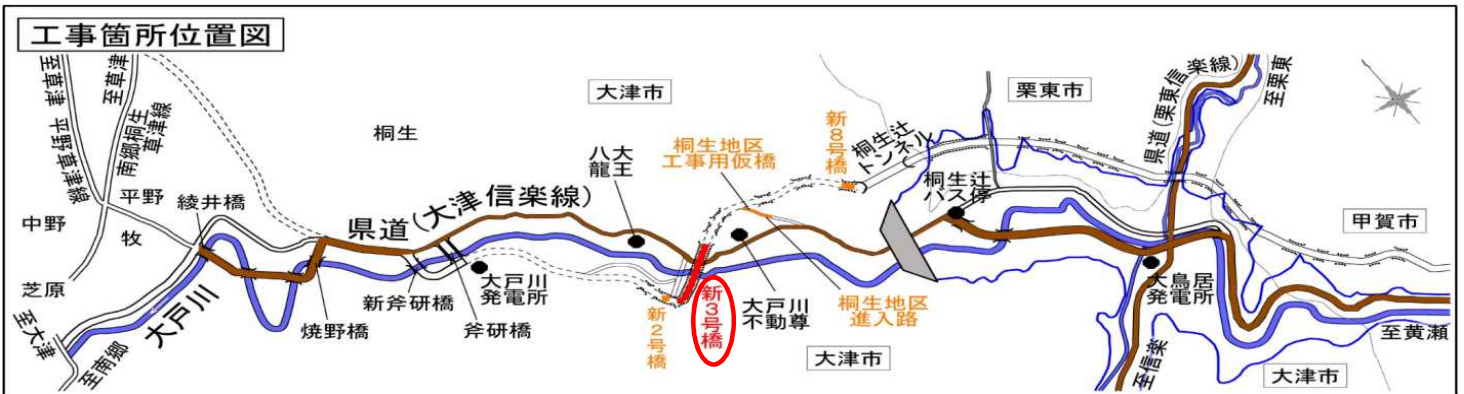 工事箇所位置図
至草津
平野草津線
至草津
南郷桐生
草津線
中野
平野
牧
芝原
至大津
至南郷
綾井橋
大戸川
焼野橋
桐生
県道(大津信楽線)
新斧研橋
斧研橋
大戸川
発電所
大津市
八大
龍王
新2号橋
新3号橋
桐生地区
工事用仮橋
大戸川
不動尊
新8号橋
桐生辻
トンネル
桐生地区
進入路
大津市
桐生辻
バス停
栗東市
県道(栗東信楽線)
至栗東
大鳥居
発電所
至信楽
甲賀市
至黄瀬
大津市